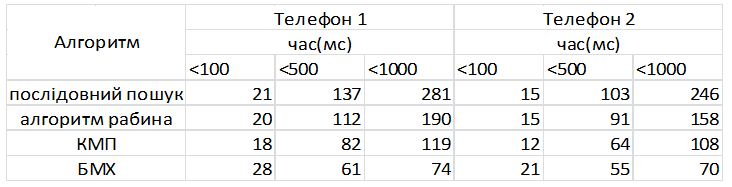 Алгоритм Телефон 1 Телефон 2
час(мс) час(мс)
<100 <500 <1000 <100 <500 <1000
послідовний пошук 21 137 281 15 103 246
алгоритм рабина 20 112 190 15 91 158
КМП 18 82 119 12 64 108
БМХ 28 61 74 21 55 70